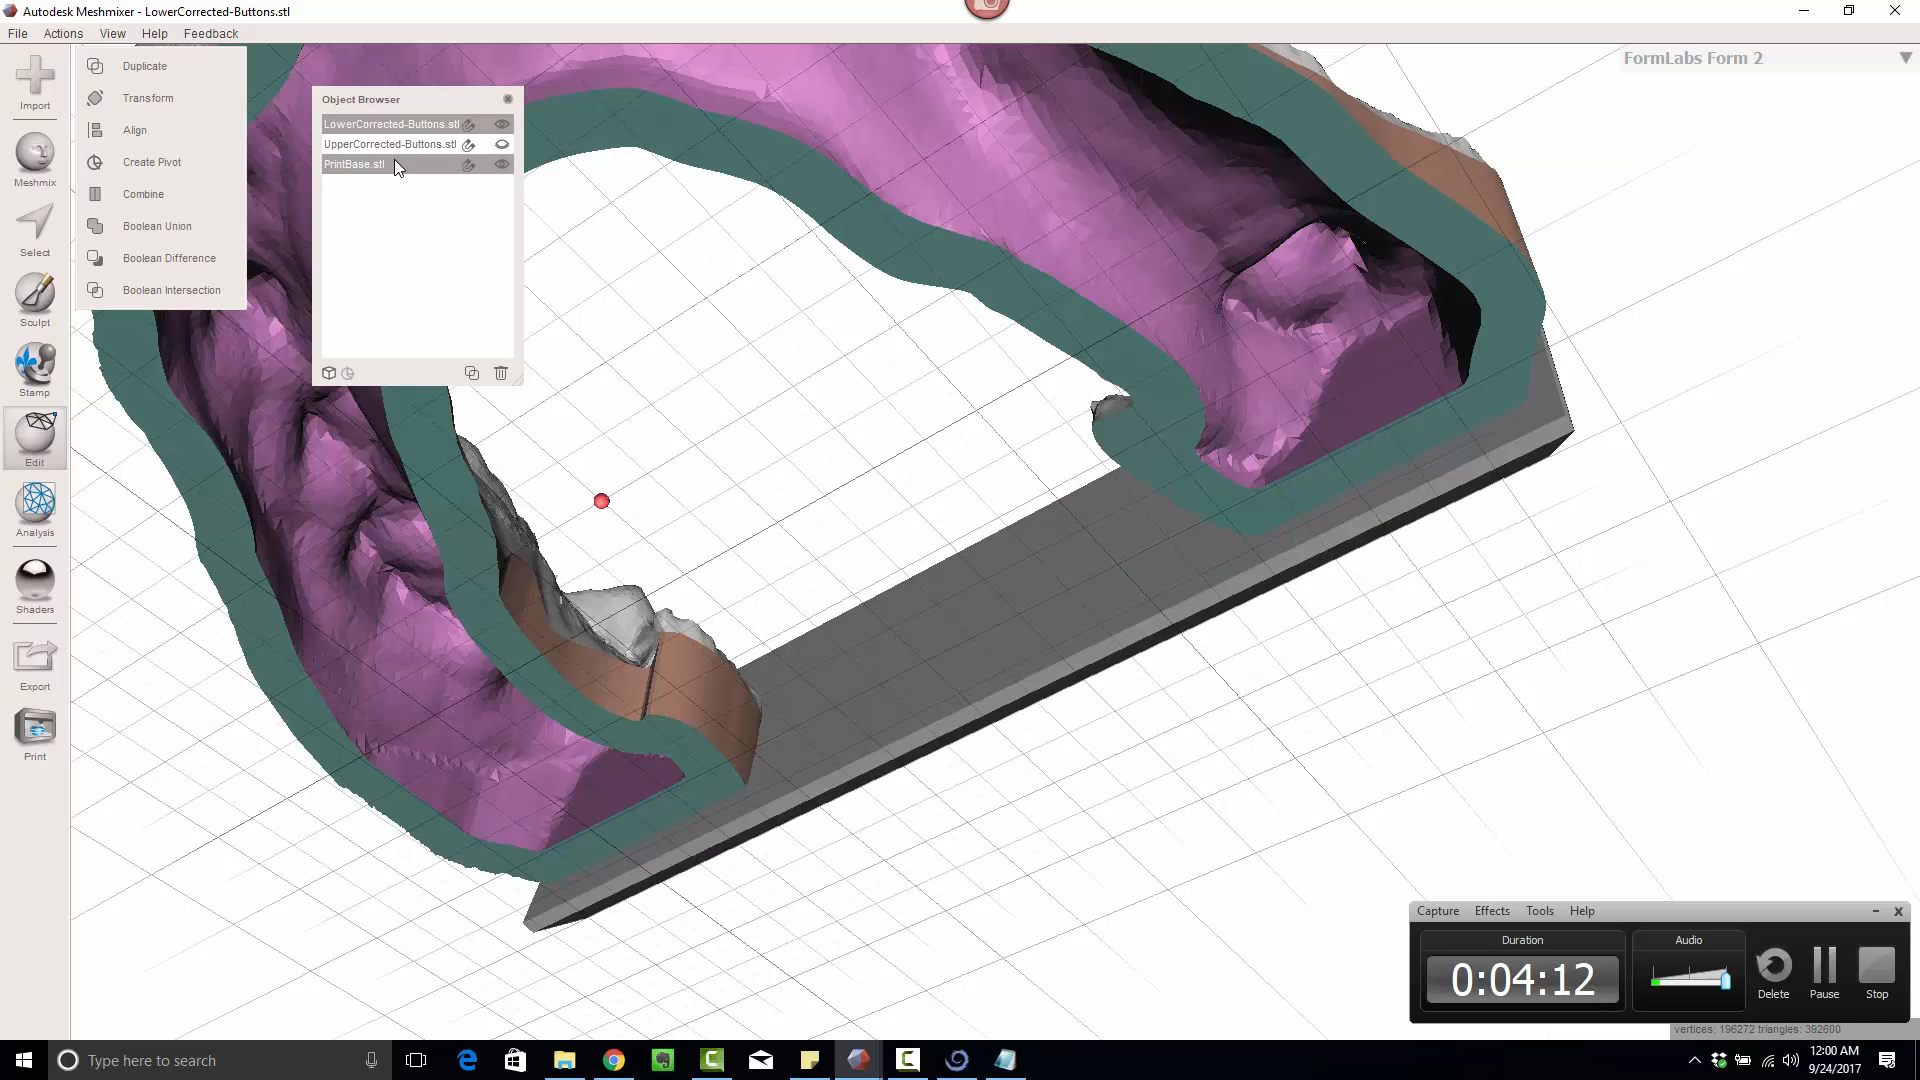 Autodesk Meshmixer - LowerCorrected-Buttons.stl
File Actions View Help Feedback
Import
Meshmix
Select
Sculpt
Stamp
Edit
Analysis
Shaders
Export
Print
Duplicate
Transform
Align
Create Pivot
Combine
Boolean Union
Boolean Difference
Boolean Intersection
Object Browser
LowerCorrected-Buttons.stl
UpperCorrected-Buttons.stl
PrintBase.stl
FormLabs Form 2
Capture Effects Tools Help
Duration
0:04:12
Audio
Delete
Pause
Stop
vertices: 196272 triangles: 392600
Type here to search
12:00 AM
9/24/2017